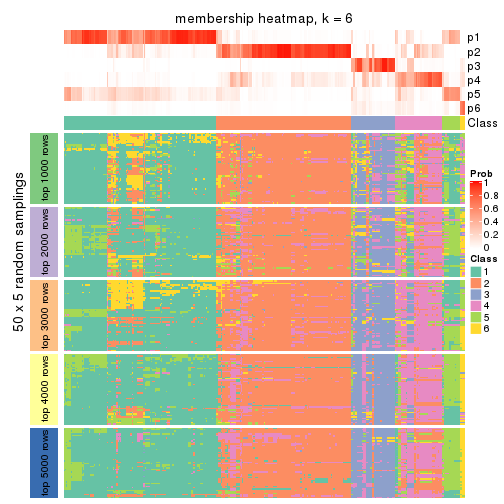 membership heatmap, k = 6
p1
p2
p3
p4
p5
p6
Class
50 x 5 random samplings
top 1000 rows
top 2000 rows
top 3000 rows
top 4000 rows
top 5000 rows
Prob
1
0.8
0.6
0.4
0.2
0
Class
1
2
3
4
5
6